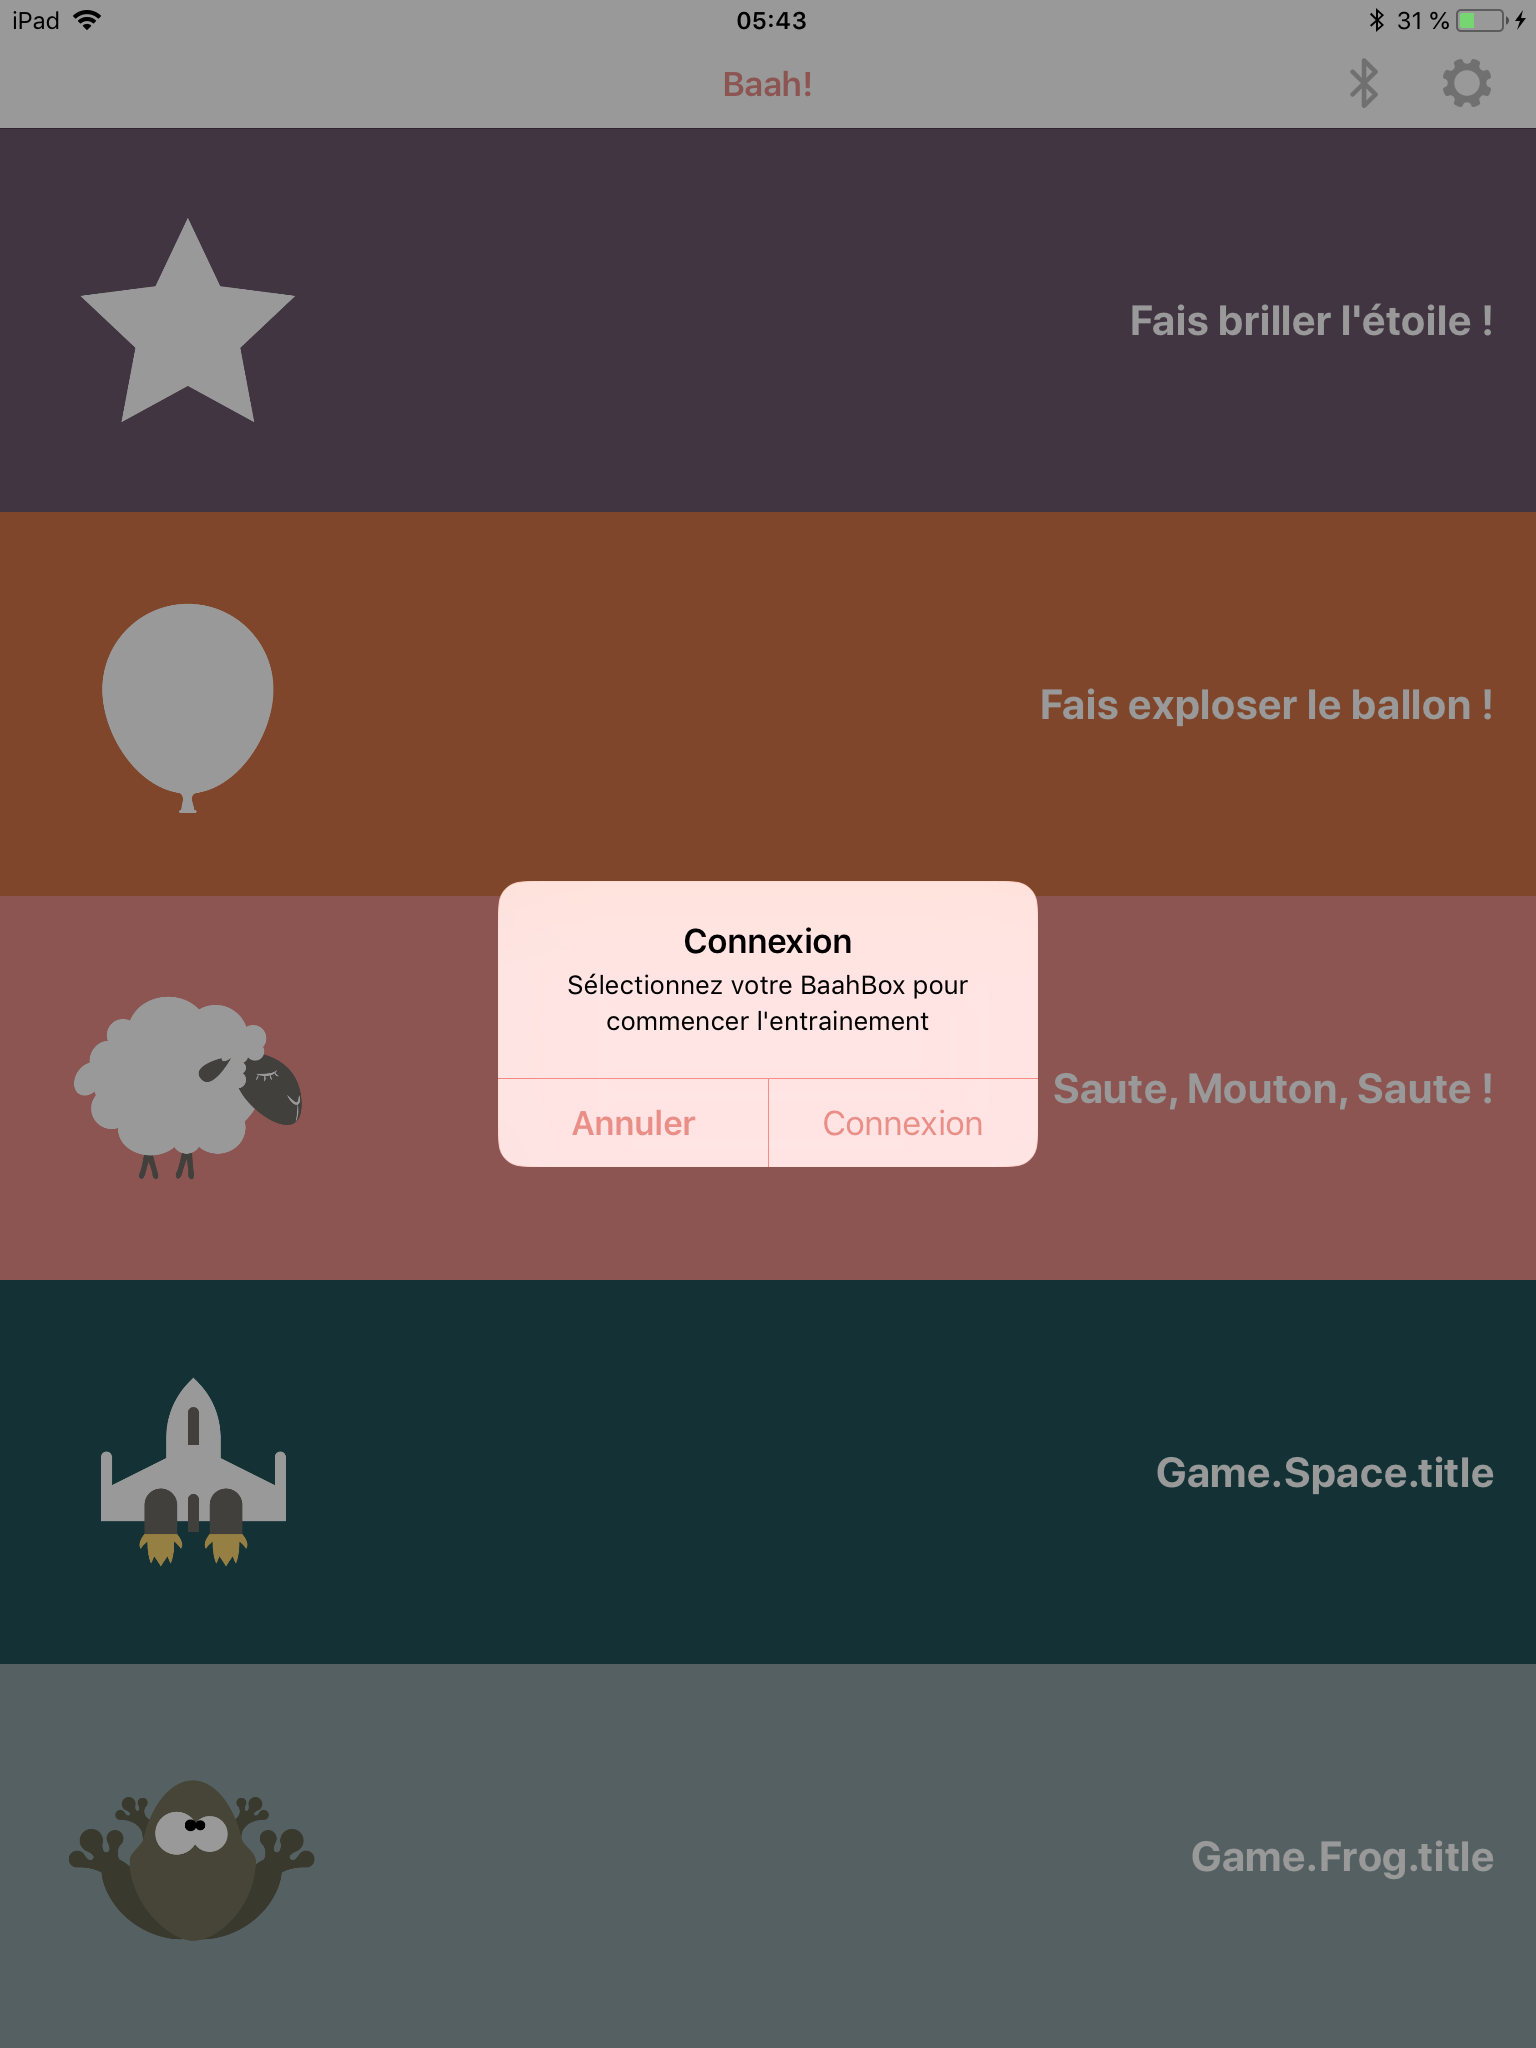 iPad
05:43
31 %
Baah!
Fais briller l'étoile !
Fais exploser le ballon !
Connexion
Sélectionnez votre BaahBox pour
commencer l'entrainement
Annuler
Connexion
Saute, Mouton, Saute !
Game.Space.title
Game.Frog.title